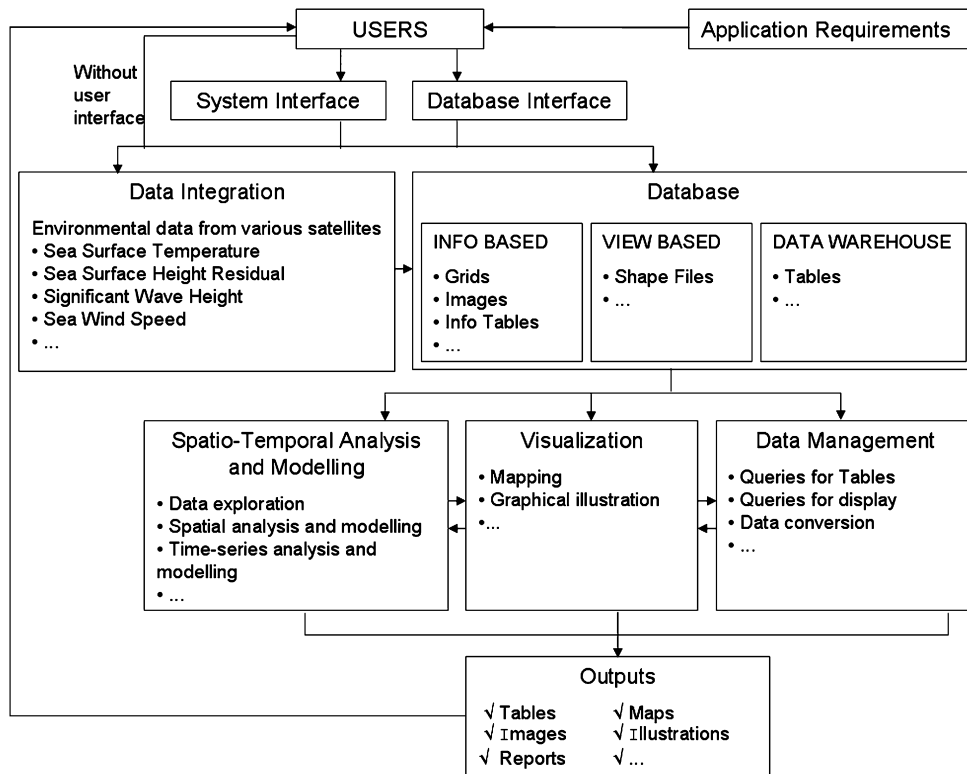 USERS
Application Requirements
Without
user
interface
System Interface
Database Interface
Data Integration
Environmental data from various satellites
• Sea Surface Temperature
• Sea Surface Height Residual
• Significant Wave Height
• Sea Wind Speed
• ...
Database
INFO BASED
• Grids
• Images
• Info Tables
• ...
VIEW BASED
• Shape Files
• ...
DATA WAREHOUSE
• Tables
• ...
Spatio-Temporal Analysis
and Modelling
• Data exploration
• Spatial analysis and modelling
• Time-series analysis and
modelling
• ...
Visualization
• Mapping
• Graphical illustration
•...
Data Management
• Queries for Tables
• Queries for display
• Data conversion
• ...
Outputs
√ Tables
√ Images
√ Reports
√ Maps
√ Illustrations
√ ...